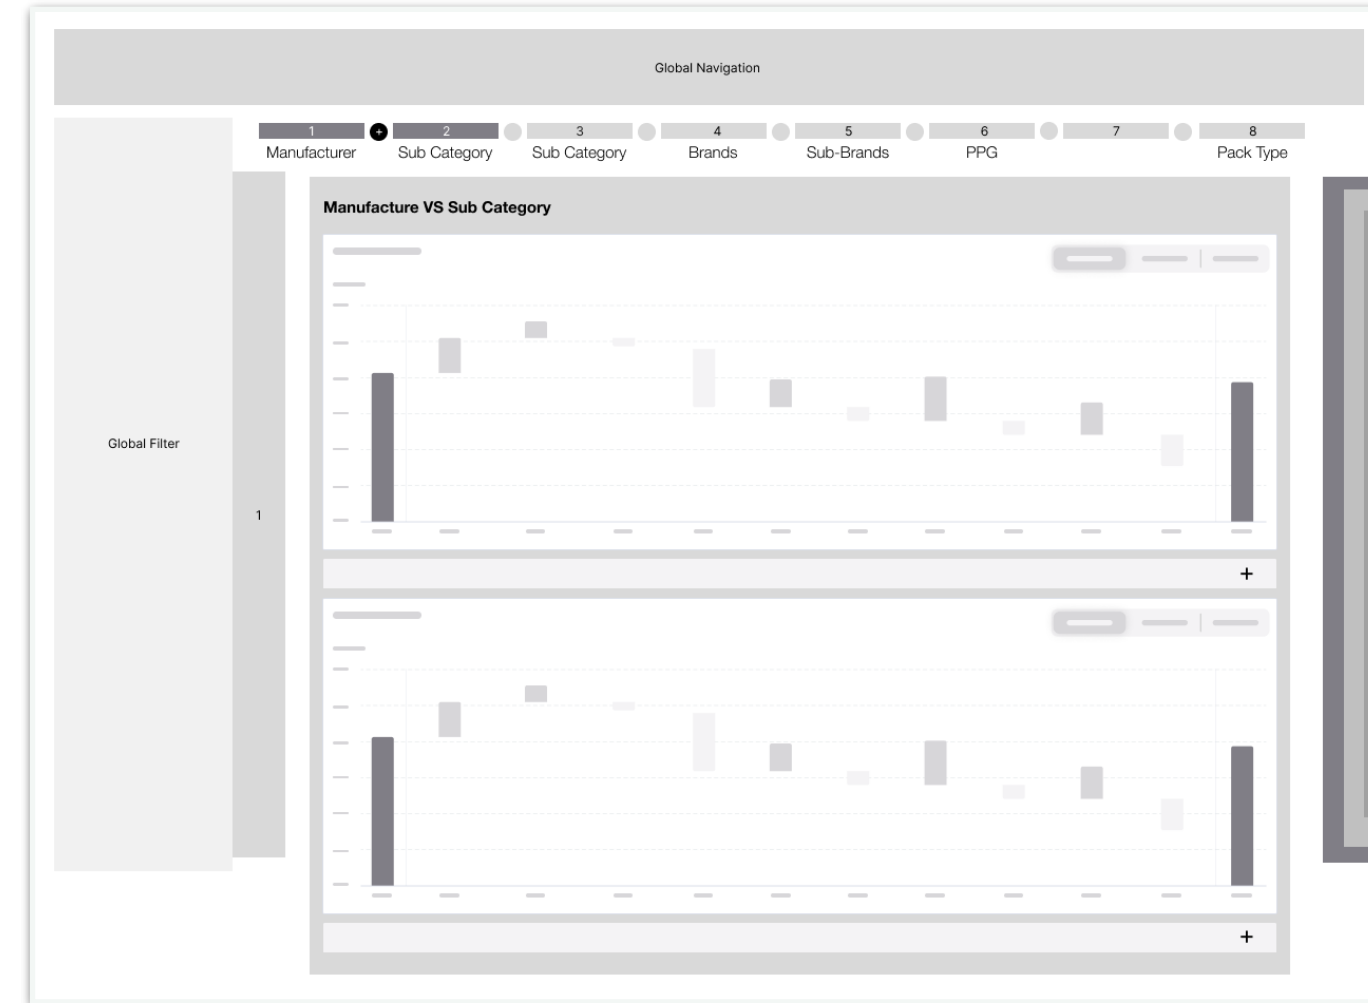 Global Navigation
1 + 2 3 4 5 6 7 8
Manufacturer Sub Category Sub Category Brands Sub-Brands PPG Pack Type
Manufacture VS Sub Category
Global Filter
1
+
+